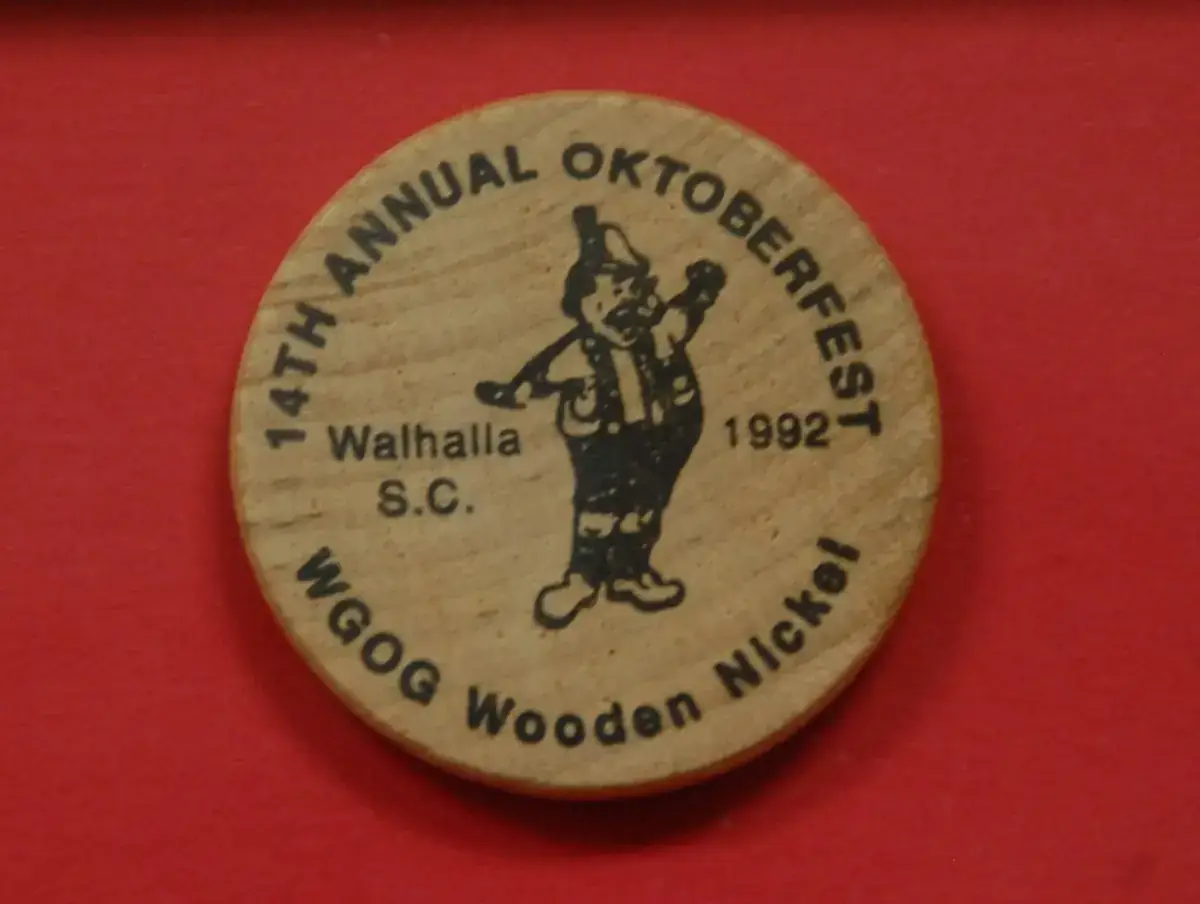 14TH ANNUAL OKTOBERFEST
Walhalla
S.C.
1992
WGOG Wooden Nickel